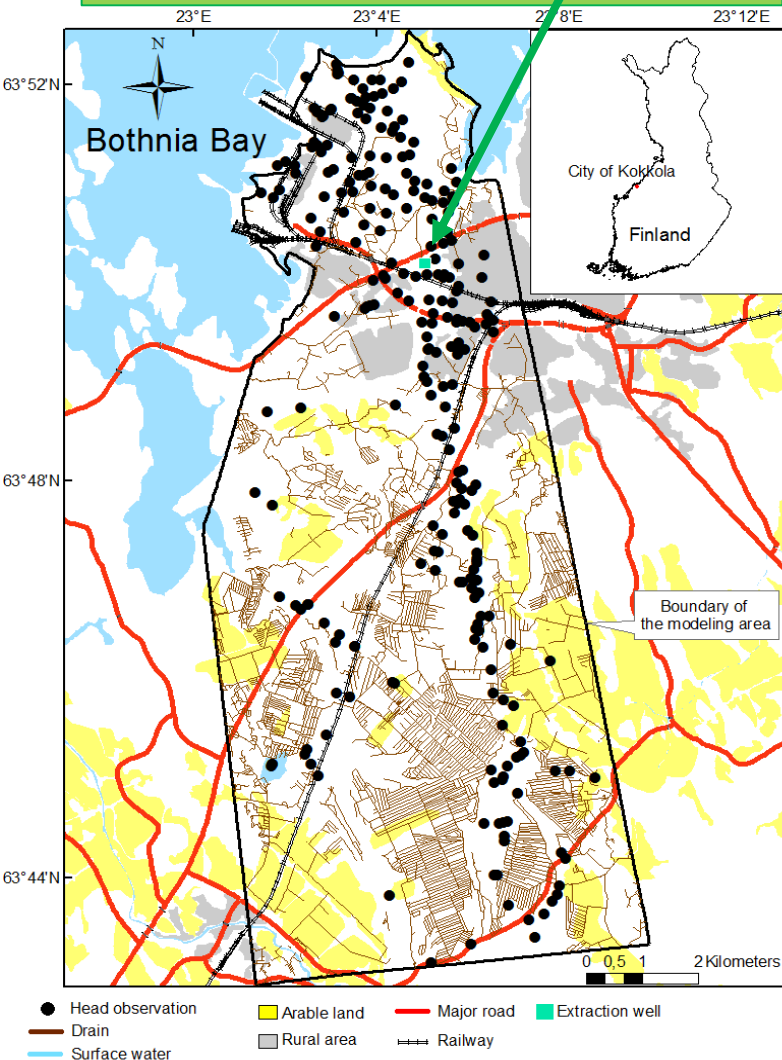 23°E 23°4'E 23°8'E 23°12'E
63°52'N
N
Bothnia Bay
City of Kokkola
Finland
63°48'N
Boundary of
the modeling area
63°44'N
0 0,5 1 2 Kilometers
Head observation
Arable land
Major road
Extraction well
Drain
Rural area
Railway
Surface water